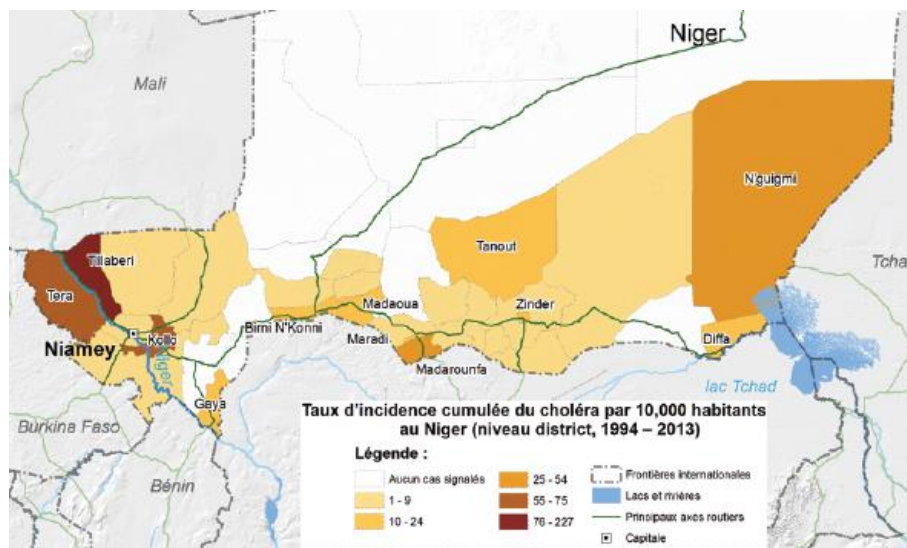 Niger
Mali
N'guigmi
Tanout
Tillaberi
Tera
Madaoua
Zinder
Birni N'Konni
Kollo
Niamey
Maradi
Diffa
Madarounfa
Niger
Gaya
lac Tchad
Burkina Faso
Bénin
Tcha
Taux d'incidence cumulée du choléra par 10,000 habitants
au Niger (niveau district, 1994 – 2013)
Légende :
Aucun cas signalés
1 - 9
10 - 24
25 - 54
55 - 75
76 - 227
Frontières internationales
Lacs et rivières
Principaux axes routiers
Capitale